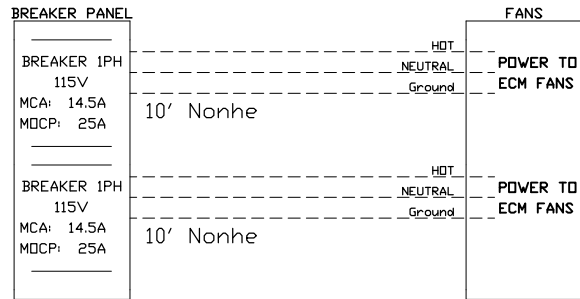 BREAKER PANEL
FANS
BREAKER 1PH
115V
MCA: 14.5A
MOCP: 25A
HOT
NEUTRAL
Ground
10' Nonhe
POWER TO
ECM FANS
BREAKER 1PH
115V
MCA: 14.5A
MOCP: 25A
HOT
NEUTRAL
Ground
10' Nonhe
POWER TO
ECM FANS